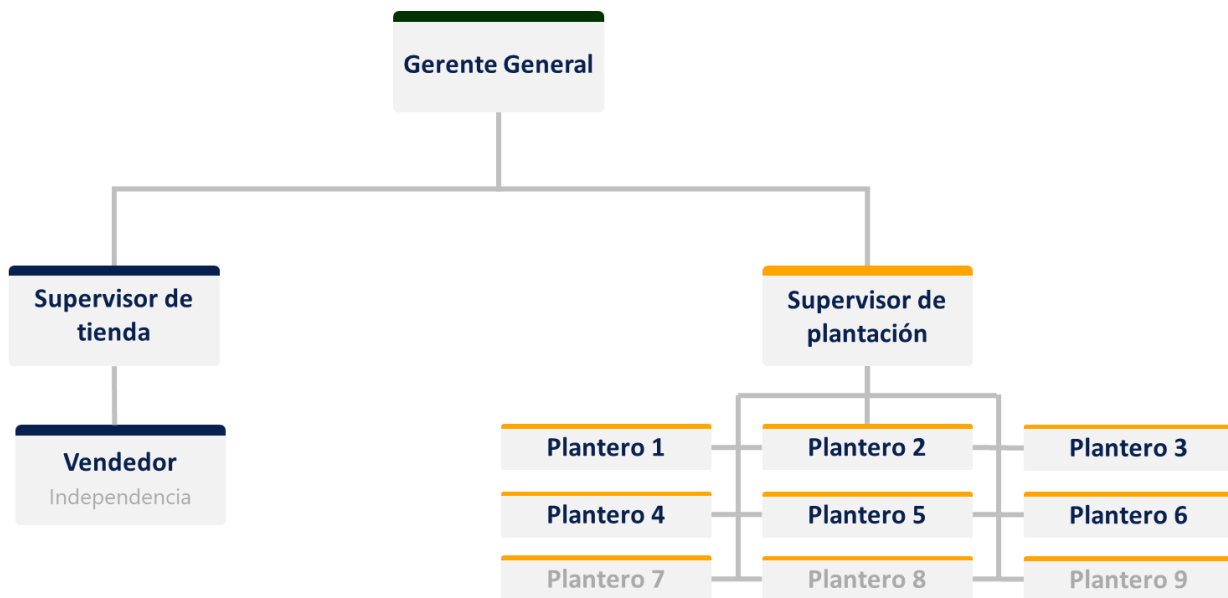 Gerente General
Supervisor de
tienda
Supervisor de
plantación
Vendedor
Independencia
Plantero 1
Plantero 2
Plantero 3
Plantero 4
Plantero 5
Plantero 6
Plantero 7
Plantero 8
Plantero 9